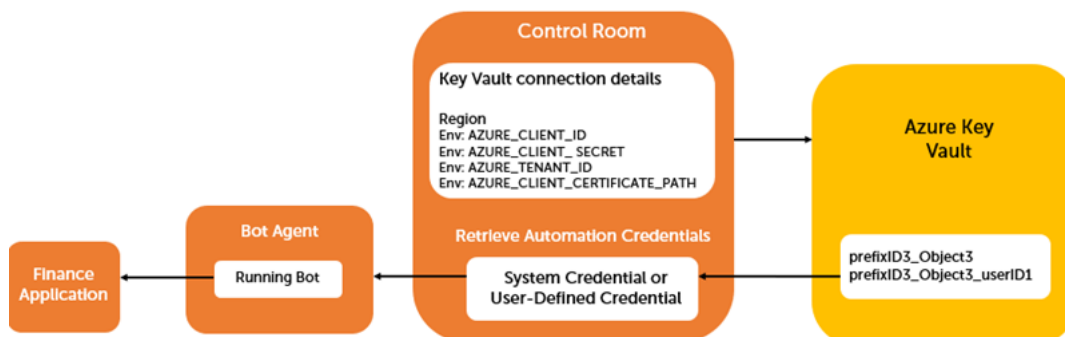 Control Room
Key Vault connection details
Region
Env: AZURE_CLIENT_ID
Env: AZURE_CLIENT_ SECRET
Env: AZURE_TENANT_ID
Env: AZURE_CLIENT_CERTIFICATE_PATH
Azure Key
Vault
Bot Agent
Retrieve Automation Credentials
Finance
Application
Running Bot
System Credential or
User-Defined Credential
prefixID3_Object3
prefixID3_Object3_userID1